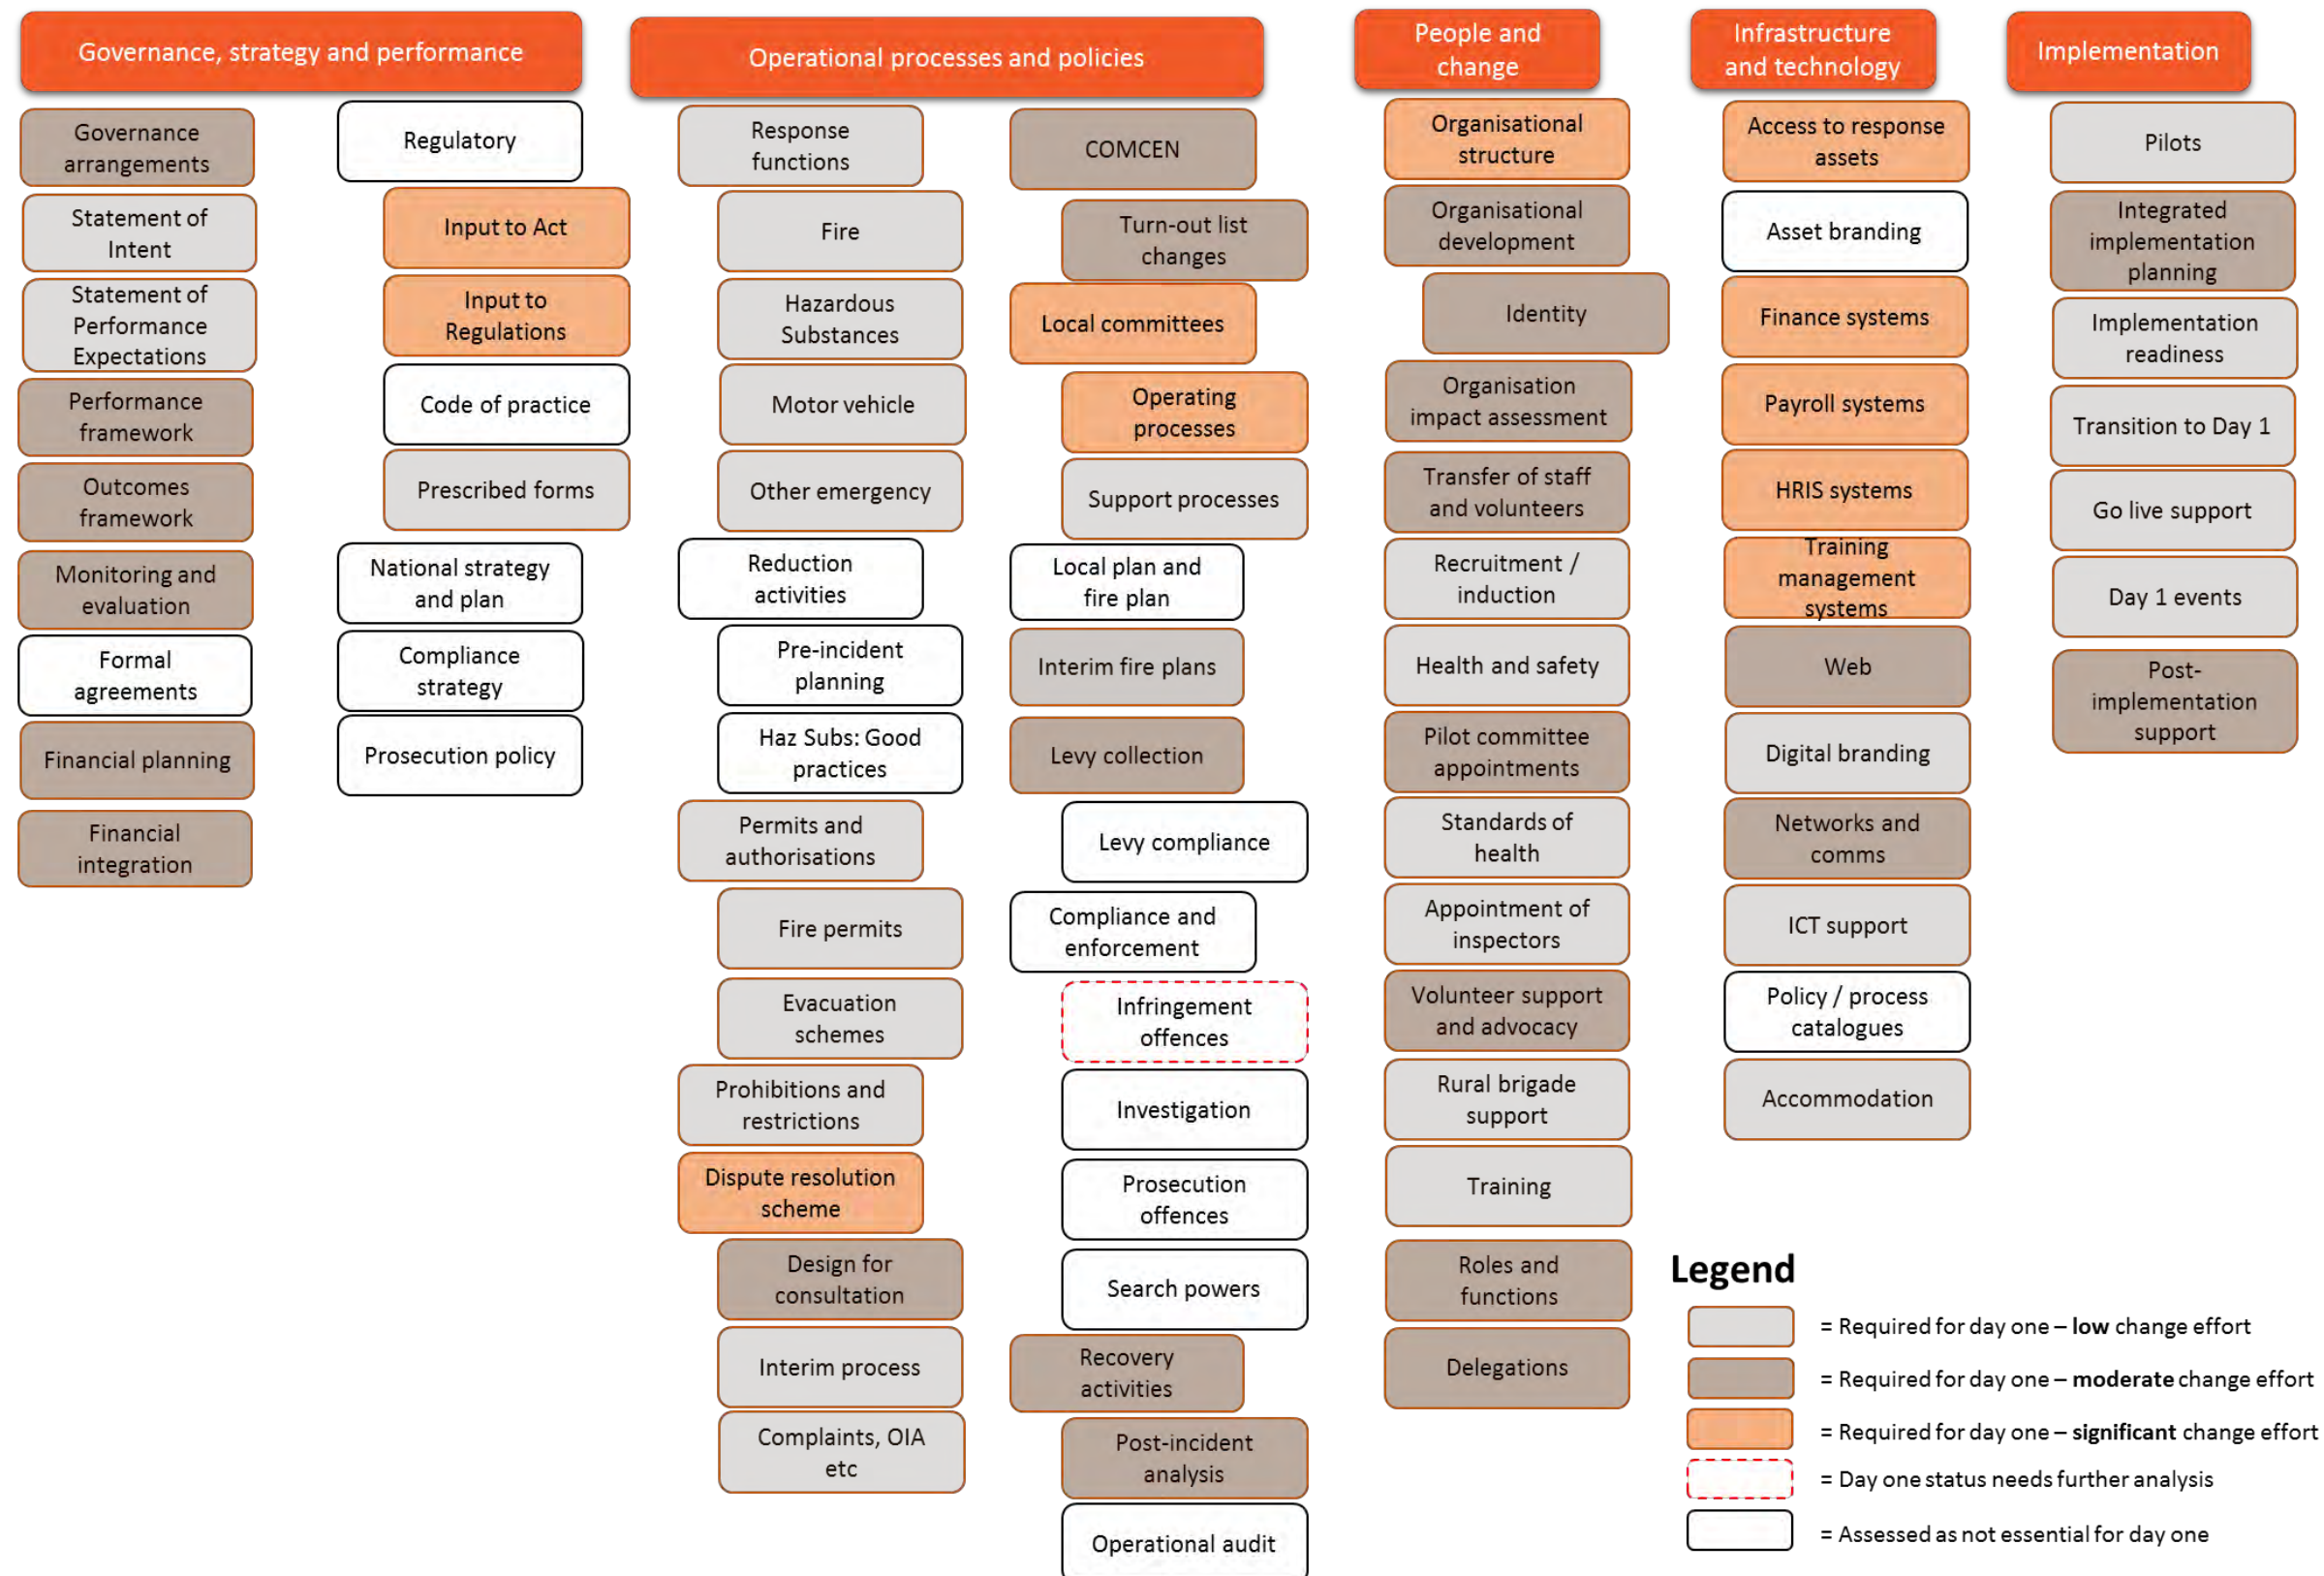 Governance, strategy and performance
Governance
arrangements
Statement of
Intent
Statement of
Performance
Expectations
Performance
framework
Outcomes
framework
Monitoring and
evaluation
Formal
agreements
Financial planning
Financial
integration
Regulatory
Input to Act
Input to
Regulations
Code of practice
Prescribed forms
National strategy
and plan
Compliance
strategy
Prosecution policy
Operational processes and policies
Response
functions
Fire
Hazardous
Substances
Motor vehicle
Other emergency
Reduction
activities
Pre-incident
planning
Haz Subs: Good
practices
Permits and
authorisations
Fire permits
Evacuation
schemes
Prohibitions and
restrictions
Dispute resolution
scheme
Design for
consultation
Interim process
Complaints, OIA
etc
COMCEN
Turn-out list
changes
Local committees
Operating
processes
Support processes
Local plan and
fire plan
Interim fire plans
Levy collection
Levy compliance
Compliance and
enforcement
Infringement
offences
Investigation
Prosecution
offences
Search powers
Recovery
activities
Post-incident
analysis
Operational audit
People and
change
Organisational
structure
Organisational
development
Identity
Organisation
impact assessment
Transfer of staff
and volunteers
Recruitment /
induction
Health and safety
Pilot committee
appointments
Standards of
health
Appointment of
inspectors
Volunteer support
and advocacy
Rural brigade
support
Training
Roles and
functions
Delegations
Infrastructure
and technology
Access to response
assets
Asset branding
Finance systems
Payroll systems
HRIS systems
Training
management
systems
Web
Digital branding
Networks and
comms
ICT support
Policy / process
catalogues
Accommodation
Implementation
Pilots
Integrated
implementation
planning
Implementation
readiness
Transition to Day 1
Go live support
Day 1 events
Post-
implementation
support
Legend
= Required for day one – low change effort
= Required for day one – moderate change effort
= Required for day one – significant change effort
= Day one status needs further analysis
= Assessed as not essential for day one